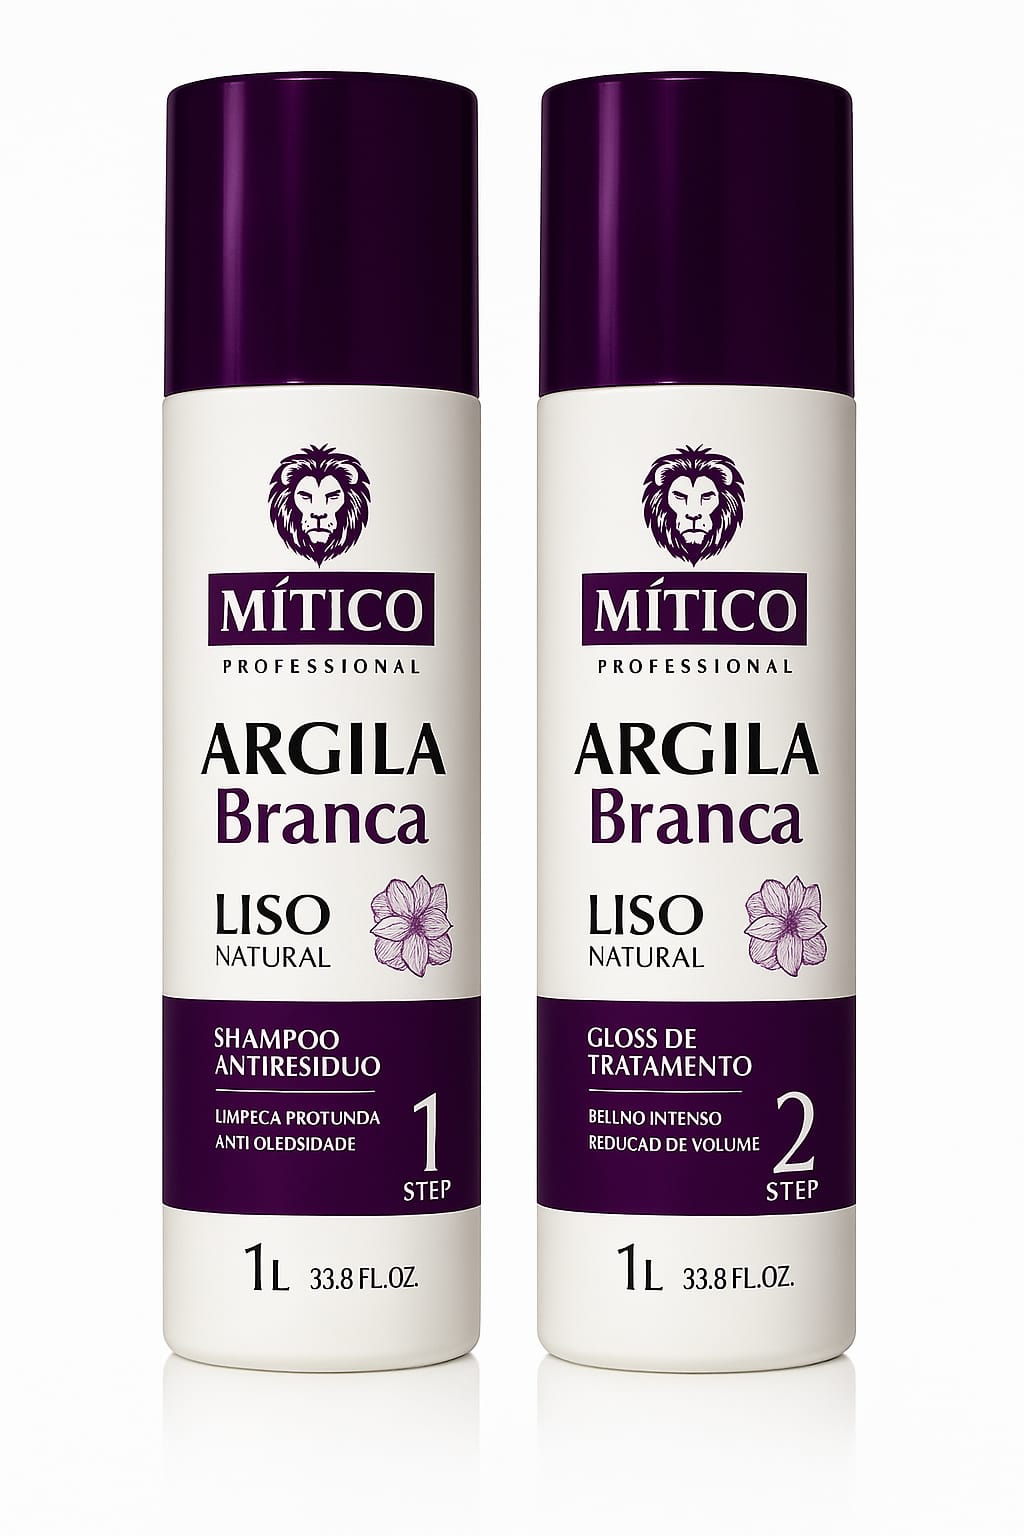 MÍTICO
PROFESSIONAL
ARGILA
Branca
LISO
NATURAL
SHAMPOO
ANTIRESIDUO
LIMPECA PROTUNDA
ANTI OLEDSIDADE
1
STEP
1L 33.8 FL.OZ.
MÍTICO
PROFESSIONAL
ARGILA
Branca
LISO
NATURAL
GLOSS DE
TRATAMENTO
BELLNO INTENSO
REDUCAD DE VOLUME
2
STEP
1L 33.8 FL.OZ.